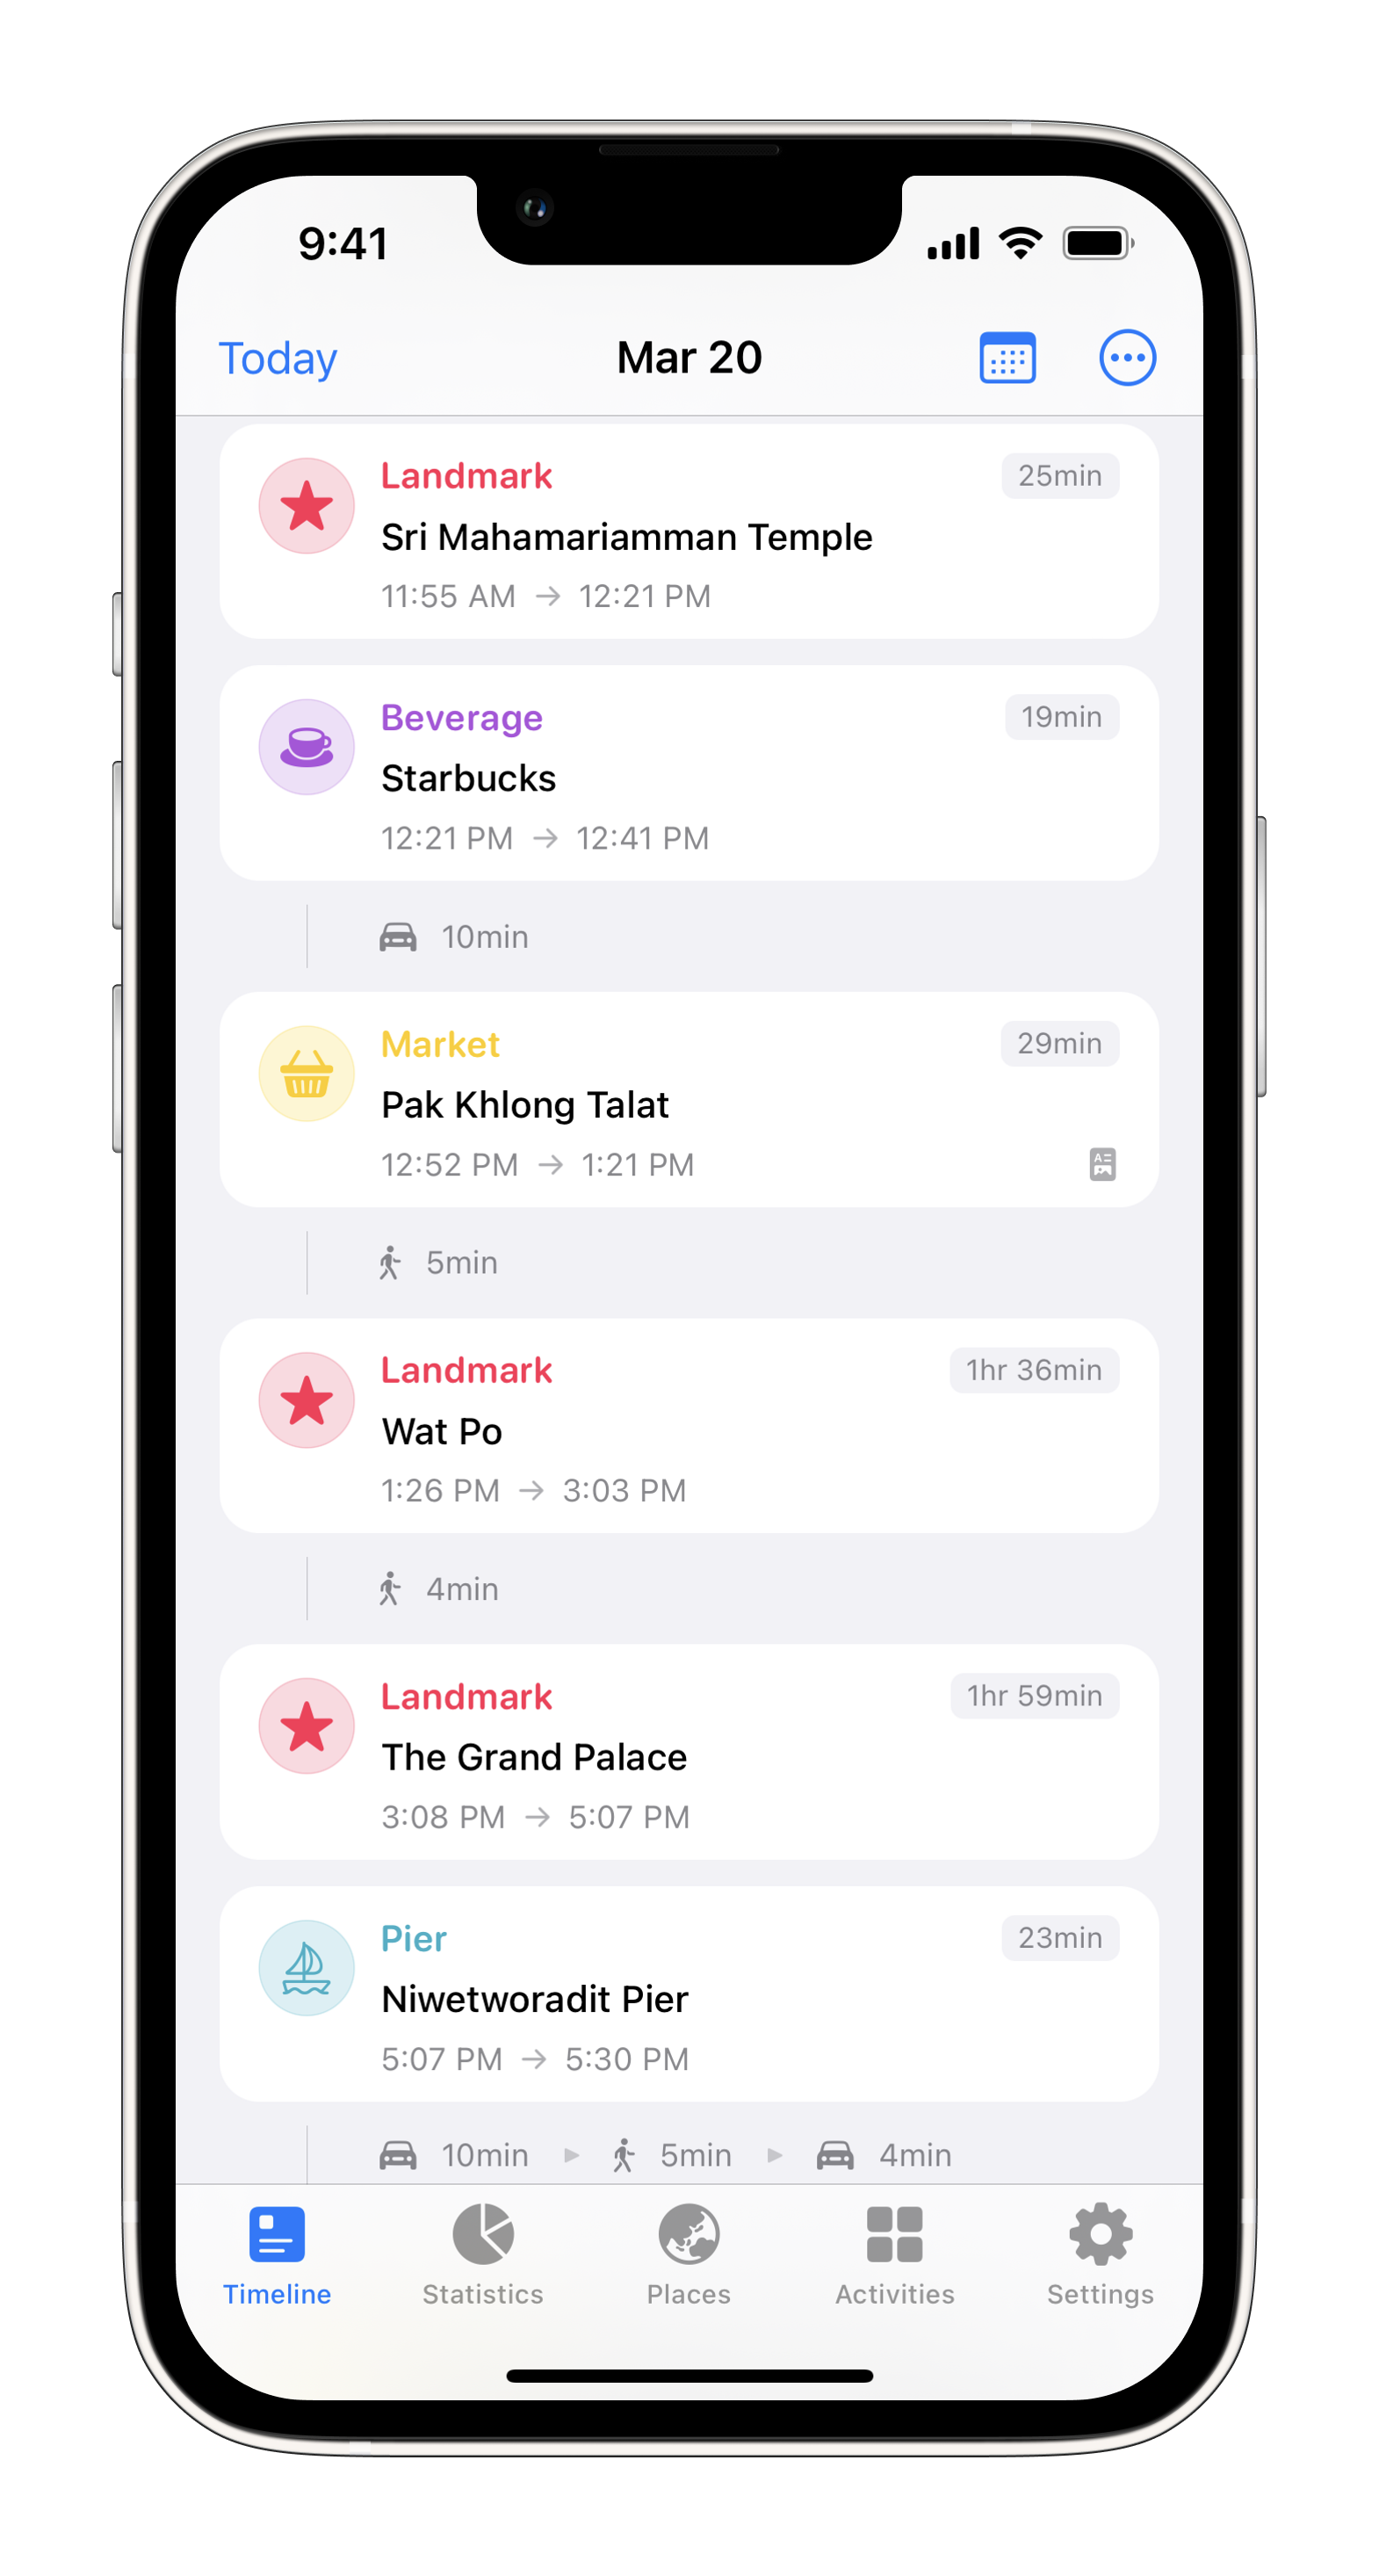 9:41
Today Mar 20
Landmark 25min
Sri Mahamariamman Temple
11:55 AM → 12:21 PM
Beverage 19min
Starbucks
12:21 PM → 12:41 PM
10min
Market 29min
Pak Khlong Talat
12:52 PM → 1:21 PM
5min
Landmark 1hr 36min
Wat Po
1:26 PM → 3:03 PM
4min
Landmark 1hr 59min
The Grand Palace
3:08 PM → 5:07 PM
Pier 23min
Niwetworadit Pier
5:07 PM → 5:30 PM
10min ▸ 5min ▸ 4min
Timeline Statistics Places Activities Settings